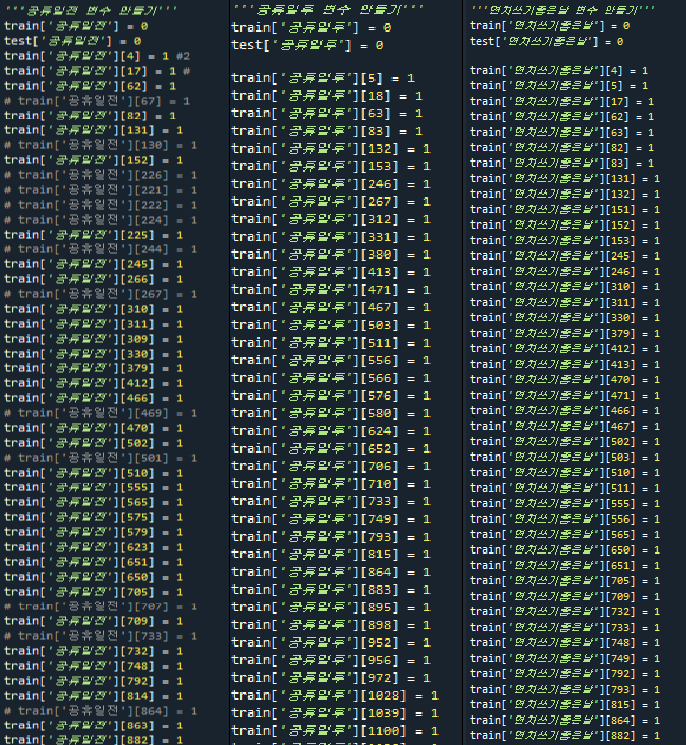 '''공휴일전 변수 만들기'''
train['공휴일전'] = 0
test['공휴일전'] = 0
train['공휴일전'][4] = 1 #2
train['공휴일전'][17] = 1 #
train['공휴일전'][62] = 1
# train['공휴일전'][67] = 1
train['공휴일전'][82] = 1
train['공휴일전'][131] = 1
# train['공휴일전'][130] = 1
train['공휴일전'][152] = 1
# train['공휴일전'][226] = 1
# train['공휴일전'][221] = 1
# train['공휴일전'][222] = 1
# train['공휴일전'][224] = 1
train['공휴일전'][225] = 1
# train['공휴일전'][244] = 1
train['공휴일전'][245] = 1
train['공휴일전'][266] = 1
# train['공휴일전'][267] = 1
train['공휴일전'][310] = 1
train['공휴일전'][311] = 1
train['공휴일전'][309] = 1
train['공휴일전'][330] = 1
train['공휴일전'][379] = 1
train['공휴일전'][412] = 1
train['공휴일전'][466] = 1
# train['공휴일전'][469] = 1
train['공휴일전'][470] = 1
train['공휴일전'][502] = 1
# train['공휴일전'][501] = 1
train['공휴일전'][510] = 1
train['공휴일전'][555] = 1
train['공휴일전'][565] = 1
train['공휴일전'][575] = 1
train['공휴일전'][579] = 1
train['공휴일전'][623] = 1
train['공휴일전'][651] = 1
train['공휴일전'][650] = 1
train['공휴일전'][705] = 1
# train['공휴일전'][707] = 1
train['공휴일전'][709] = 1
# train['공휴일전'][733] = 1
train['공휴일전'][732] = 1
train['공휴일전'][748] = 1
train['공휴일전'][792] = 1
train['공휴일전'][814] = 1
# train['공휴일전'][864] = 1
train['공휴일전'][863] = 1
train['공휴일전'][882] = 1
'''공휴일후 변수 만들기'''
train['공휴일후'] = 0
test['공휴일후'] = 0
train['공휴일후'][5] = 1
train['공휴일후'][18] = 1
train['공휴일후'][63] = 1
train['공휴일후'][83] = 1
train['공휴일후'][132] = 1
train['공휴일후'][153] = 1
train['공휴일후'][246] = 1
train['공휴일후'][267] = 1
train['공휴일후'][312] = 1
train['공휴일후'][331] = 1
train['공휴일후'][380] = 1
train['공휴일후'][413] = 1
train['공휴일후'][471] = 1
train['공휴일후'][467] = 1
train['공휴일후'][503] = 1
train['공휴일후'][511] = 1
train['공휴일후'][556] = 1
train['공휴일후'][566] = 1
train['공휴일후'][576] = 1
train['공휴일후'][580] = 1
train['공휴일후'][624] = 1
train['공휴일후'][652] = 1
train['공휴일후'][706] = 1
train['공휴일후'][710] = 1
train['공휴일후'][733] = 1
train['공휴일후'][749] = 1
train['공휴일후'][793] = 1
train['공휴일후'][815] = 1
train['공휴일후'][864] = 1
train['공휴일후'][883] = 1
train['공휴일후'][895] = 1
train['공휴일후'][898] = 1
train['공휴일후'][952] = 1
train['공휴일후'][956] = 1
train['공휴일후'][972] = 1
train['공휴일후'][1028] = 1
train['공휴일후'][1039] = 1
train['공휴일후'][1100] = 1
'''연차쓰기좋은날 변수 만들기'''
train['연차쓰기좋은날'] = 0
test['연차쓰기좋은날'] = 0
train['연차쓰기좋은날'][4] = 1
train['연차쓰기좋은날'][5] = 1
train['연차쓰기좋은날'][17] = 1
train['연차쓰기좋은날'][62] = 1
train['연차쓰기좋은날'][63] = 1
train['연차쓰기좋은날'][82] = 1
train['연차쓰기좋은날'][83] = 1
train['연차쓰기좋은날'][131] = 1
train['연차쓰기좋은날'][132] = 1
train['연차쓰기좋은날'][151] = 1
train['연차쓰기좋은날'][152] = 1
train['연차쓰기좋은날'][153] = 1
train['연차쓰기좋은날'][245] = 1
train['연차쓰기좋은날'][246] = 1
train['연차쓰기좋은날'][310] = 1
train['연차쓰기좋은날'][311] = 1
train['연차쓰기좋은날'][330] = 1
train['연차쓰기좋은날'][379] = 1
train['연차쓰기좋은날'][412] = 1
train['연차쓰기좋은날'][413] = 1
train['연차쓰기좋은날'][470] = 1
train['연차쓰기좋은날'][471] = 1
train['연차쓰기좋은날'][466] = 1
train['연차쓰기좋은날'][467] = 1
train['연차쓰기좋은날'][502] = 1
train['연차쓰기좋은날'][503] = 1
train['연차쓰기좋은날'][510] = 1
train['연차쓰기좋은날'][511] = 1
train['연차쓰기좋은날'][555] = 1
train['연차쓰기좋은날'][556] = 1
train['연차쓰기좋은날'][565] = 1
train['연차쓰기좋은날'][650] = 1
train['연차쓰기좋은날'][651] = 1
train['연차쓰기좋은날'][705] = 1
train['연차쓰기좋은날'][709] = 1
train['연차쓰기좋은날'][732] = 1
train['연차쓰기좋은날'][733] = 1
train['연차쓰기좋은날'][748] = 1
train['연차쓰기좋은날'][749] = 1
train['연차쓰기좋은날'][792] = 1
train['연차쓰기좋은날'][793] = 1
train['연차쓰기좋은날'][815] = 1
train['연차쓰기좋은날'][864] = 1
train['연차쓰기좋은날'][882] = 1